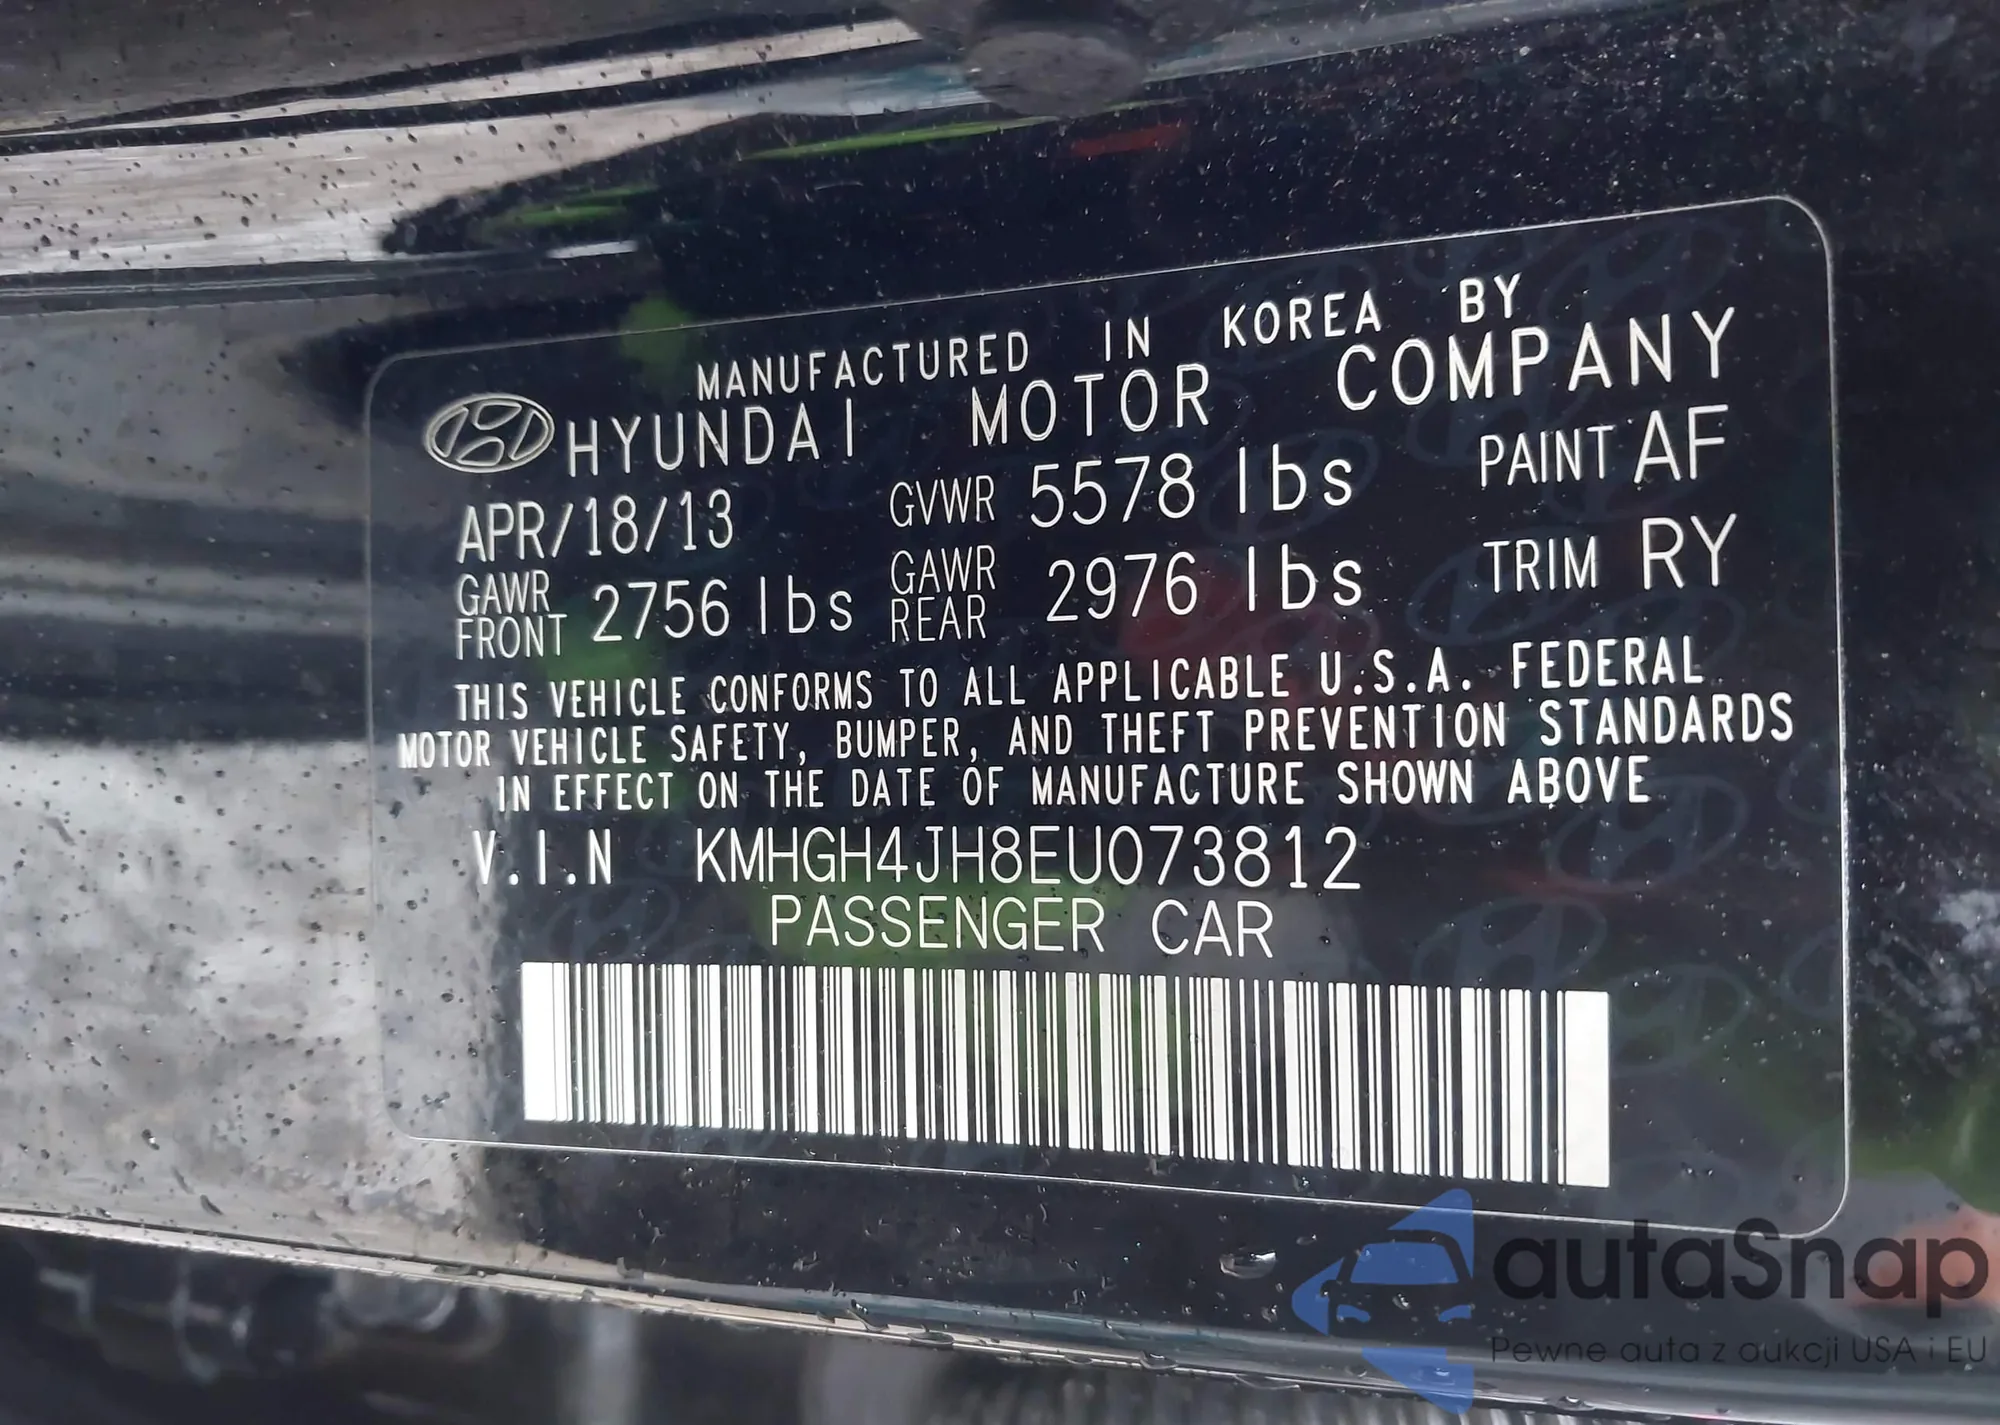 MANUFACTURED IN KOREA BY
HYUNDAI MOTOR COMPANY
APR/18/13 GVWR 5578 lbs PAINT AF
GAWR FRONT 2756 lbs GAWR REAR 2976 lbs TRIM RY
THIS VEHICLE CONFORMS TO ALL APPLICABLE U.S.A. FEDERAL
MOTOR VEHICLE SAFETY, BUMPER, AND THEFT PREVENTION STANDARDS
IN EFFECT ON THE DATE OF MANUFACTURE SHOWN ABOVE
V.I.N KMHGH4JH8EU073812
PASSENGER CAR
autaSnap
Pewne auta z aukcji USA i EU